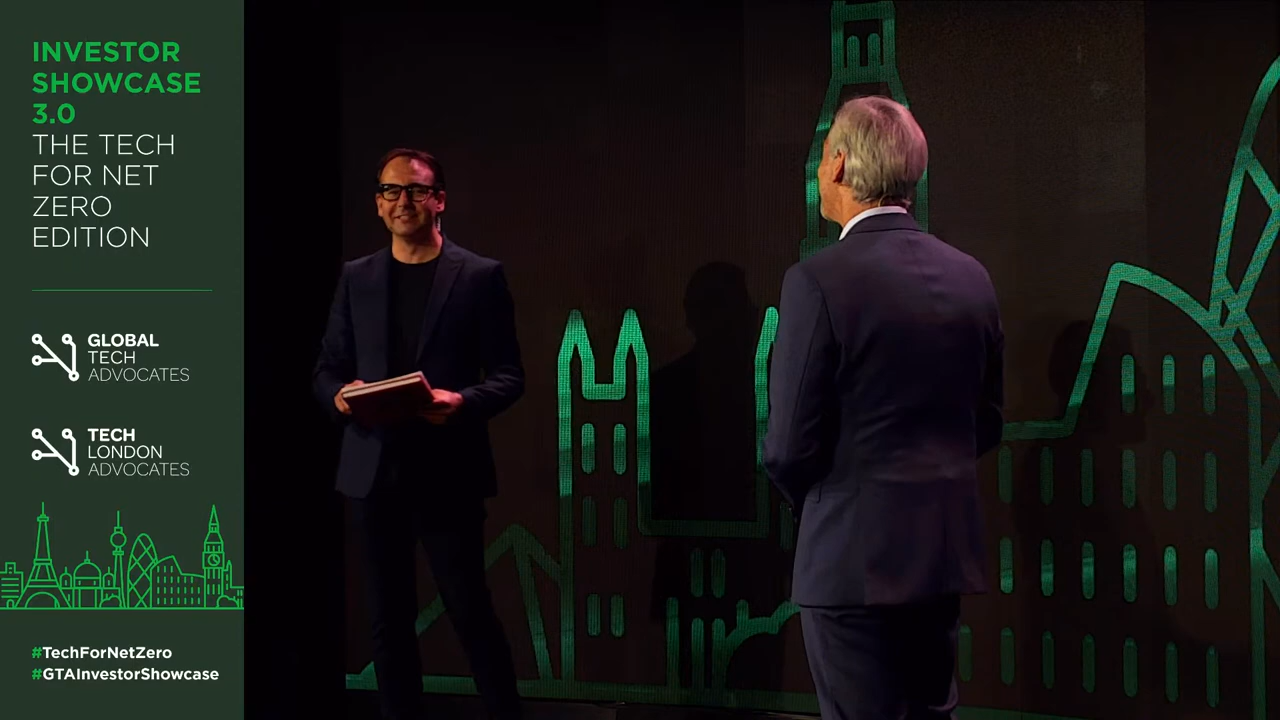 INVESTOR
SHOWCASE
3.0
THE TECH
FOR NET
ZERO
EDITION
GLOBAL
TECH
ADVOCATES
TECH
LONDON
ADVOCATES
#TechForNetZero
#GTAInvestorShowcase